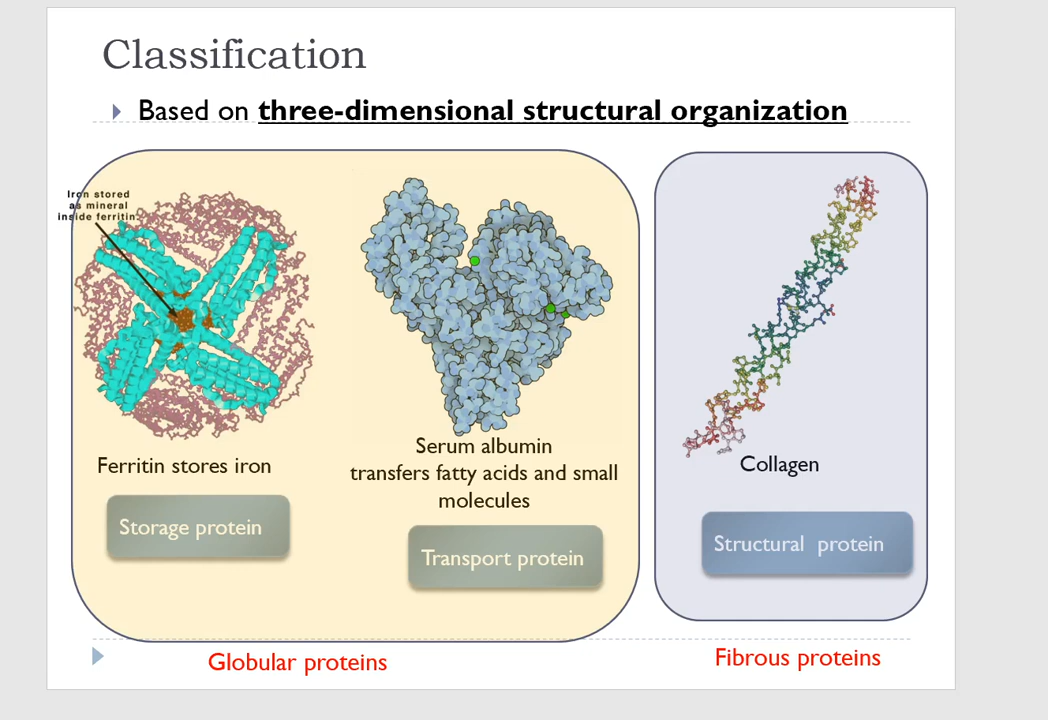 Classification
Based on three-dimensional structural organization
Iron stored
as mineral
inside ferritin.
Ferritin stores iron
Storage protein
Serum albumin
transfers fatty acids and small
molecules
Transport protein
Collagen
Structural protein
Globular proteins
Fibrous proteins